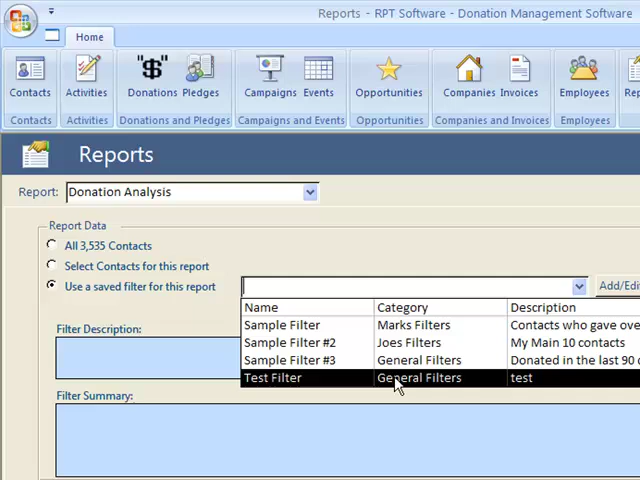 Reports - RPT Software - Donation Management Software
Home
"$"
Contacts Activities Donations Pledges Campaigns Events Opportunities Companies Invoices Employees Rep
Contacts Activities Donations and Pledges Campaigns and Events Opportunities Companies and Invoices Employees
Reports
Report: Donation Analysis
Report Data
All 3,535 Contacts
Select Contacts for this report
Use a saved filter for this report Add/Edi
Name Category Description
Sample Filter Marks Filters Contacts who gave ove
Sample Filter #2 Joes Filters My Main 10 contacts
Sample Filter #3 General Filters Donated in the last 90
Test Filter General Filters test
Filter Description:
Filter Summary: